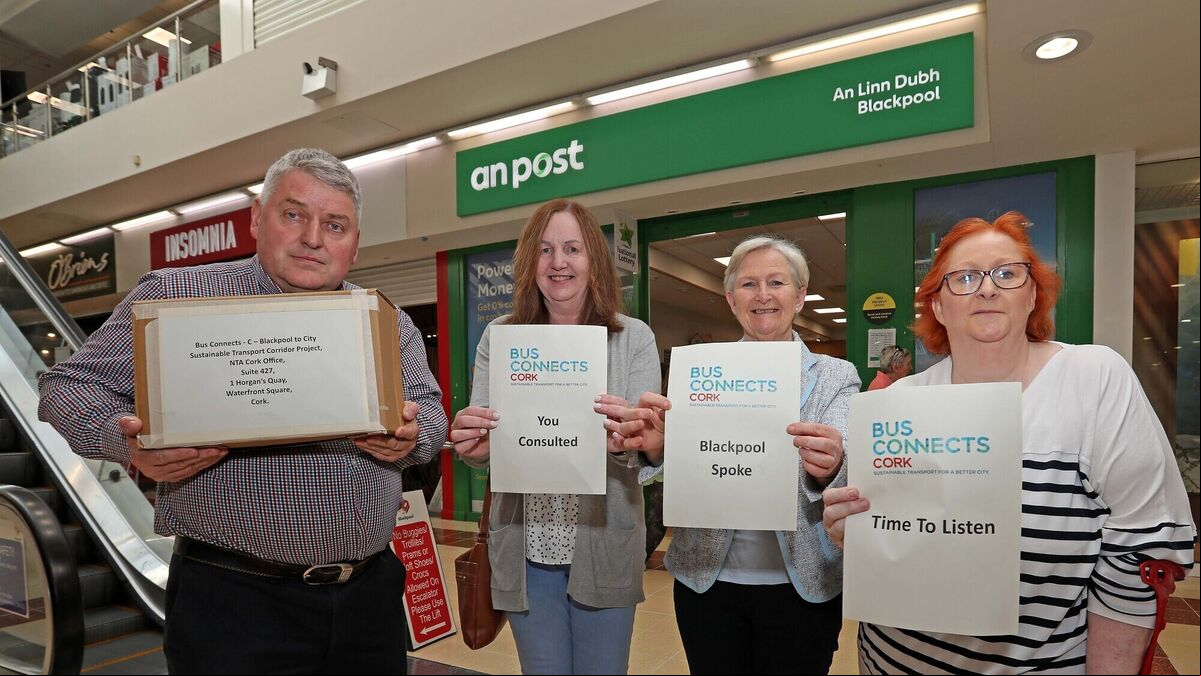 An Linn Dubh
Blackpool
an post
INSOMNIA
O'Briens
National
Lottery
Bus Connects - C – Blackpool to City
Sustainable Transport Corridor Project,
NTA Cork Office,
Suite 427,
1 Horgan's Quay,
Waterfront Square,
Cork.
BUS
CONNECTS
CORK
SUSTAINABLE TRANSPORT FOR A BETTER CITY
You
Consulted
BUS
CONNECTS
CORK
SUSTAINABLE TRANSPORT FOR A BETTER CITY
Blackpool
Spoke
BUS
CONNECTS
CORK
SUSTAINABLE TRANSPORT FOR A BETTER CITY
Time To Listen
Blackpool
No Buggies/
Trollies/
Prams or
Soft Shoes/
Crocs
Allowed On
Escalator
Please Use
The Lift